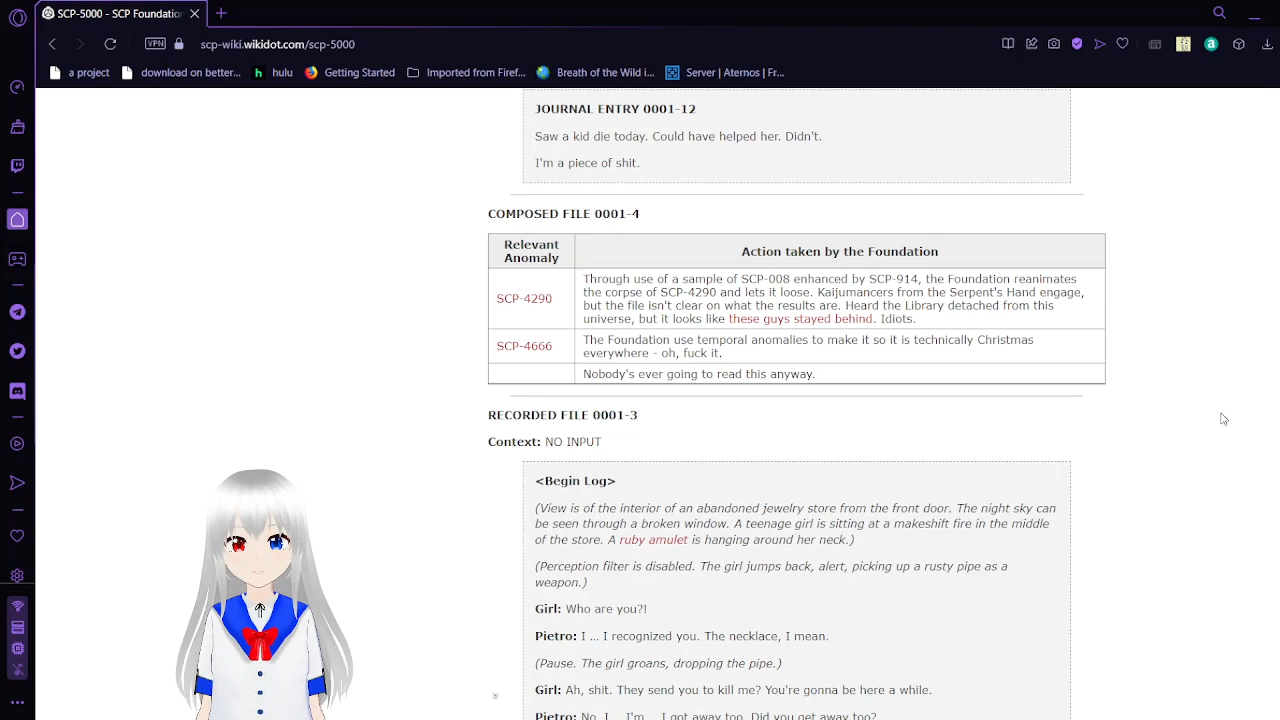 SCP-5000 - SCP Foundatio
VPN
scp-wiki.wikidot.com/scp-5000
a project
download on better...
hulu
Getting Started
Imported from Firef...
Breath of the Wild i...
Server | Aternos | Fr...
JOURNAL ENTRY 0001-12
Saw a kid die today. Could have helped her. Didn't.
I'm a piece of shit.
COMPOSED FILE 0001-4
Relevant
Anomaly
Action taken by the Foundation
SCP-4290
Through use of a sample of SCP-008 enhanced by SCP-914, the Foundation reanimates
the corpse of SCP-4290 and lets it loose. Kaijumancers from the Serpent's Hand engage,
but the file isn't clear on what the results are. Heard the Library detached from this
universe, but it looks like these guys stayed behind. Idiots.
SCP-4666
The Foundation use temporal anomalies to make it so it is technically Christmas
everywhere - oh, fuck it.
Nobody's ever going to read this anyway.
RECORDED FILE 0001-3
Context: NO INPUT
<Begin Log>
(View is of the interior of an abandoned jewelry store from the front door. The night sky can
be seen through a broken window. A teenage girl is sitting at a makeshift fire in the middle
of the store. A ruby amulet is hanging around her neck.)
(Perception filter is disabled. The girl jumps back, alert, picking up a rusty pipe as a
weapon.)
Girl: Who are you?!
Pietro: I … I recognized you. The necklace, I mean.
(Pause. The girl groans, dropping the pipe.)
Girl: Ah, shit. They send you to kill me? You're gonna be here a while.
Pietro: No, I … I'm … I got away too. Did you get away too?